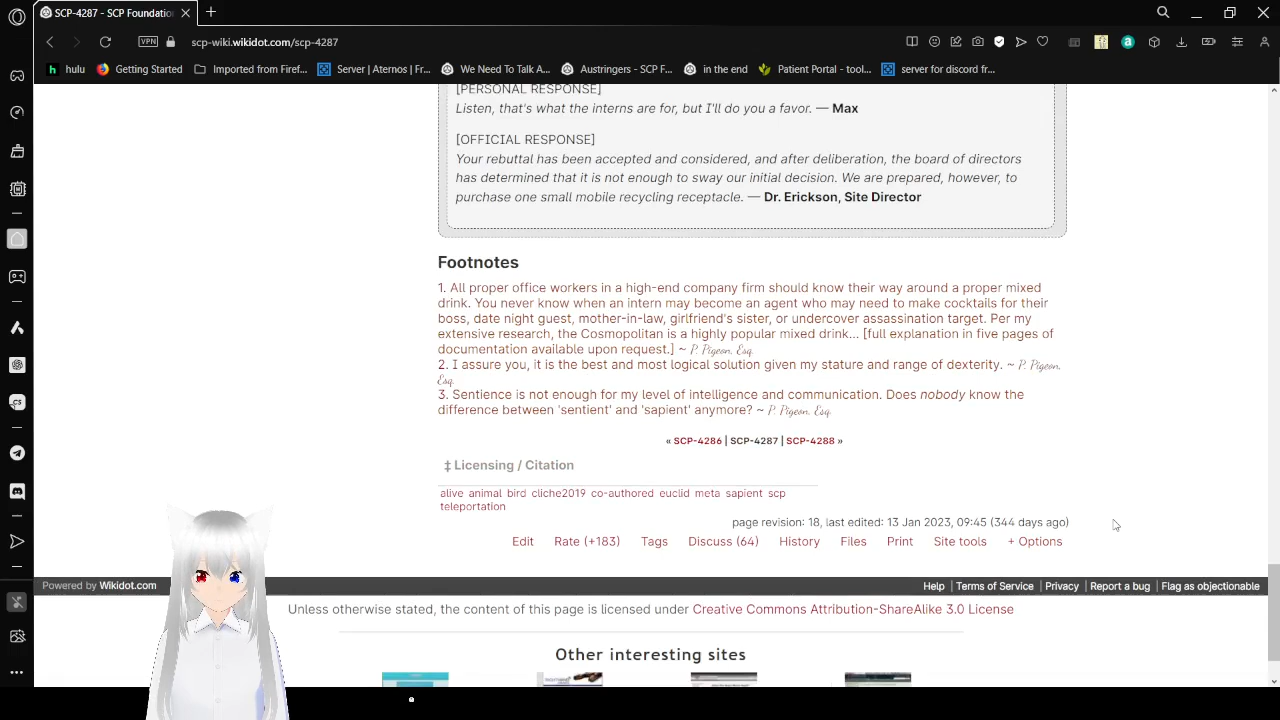 SCP-4287 - SCP Foundatio
scp-wiki.wikidot.com/scp-4287
VPN
hulu
Getting Started
Imported from Firef...
Server | Aternos | Fr...
We Need To Talk A...
Austringers - SCP F...
in the end
Patient Portal - tool...
server for discord fr...
[PERSONAL RESPONSE]
Listen, that's what the interns are for, but I'll do you a favor. — Max
[OFFICIAL RESPONSE]
Your rebuttal has been accepted and considered, and after deliberation, the board of directors
has determined that it is not enough to sway our initial decision. We are prepared, however, to
purchase one small mobile recycling receptacle. — Dr. Erickson, Site Director
Footnotes
1. All proper office workers in a high-end company firm should know their way around a proper mixed
drink. You never know when an intern may become an agent who may need to make cocktails for their
boss, date night guest, mother-in-law, girlfriend's sister, or undercover assassination target. Per my
extensive research, the Cosmopolitan is a highly popular mixed drink... [full explanation in five pages of
documentation available upon request.] ~ P. Pigeon, Esq.
2. I assure you, it is the best and most logical solution given my stature and range of dexterity. ~ P. Pigeon,
Esq.
3. Sentience is not enough for my level of intelligence and communication. Does nobody know the
difference between 'sentient' and 'sapient' anymore? ~ P. Pigeon, Esq.
« SCP-4286 | SCP-4287 | SCP-4288 »
‡ Licensing / Citation
alive animal bird cliche2019 co-authored euclid meta sapient scp
teleportation
page revision: 18, last edited: 13 Jan 2023, 09:45 (344 days ago)
Edit Rate (+183) Tags Discuss (64) History Files Print Site tools + Options
Powered by Wikidot.com
Help | Terms of Service | Privacy | Report a bug | Flag as objectionable
Unless otherwise stated, the content of this page is licensed under Creative Commons Attribution-ShareAlike 3.0 License
Other interesting sites